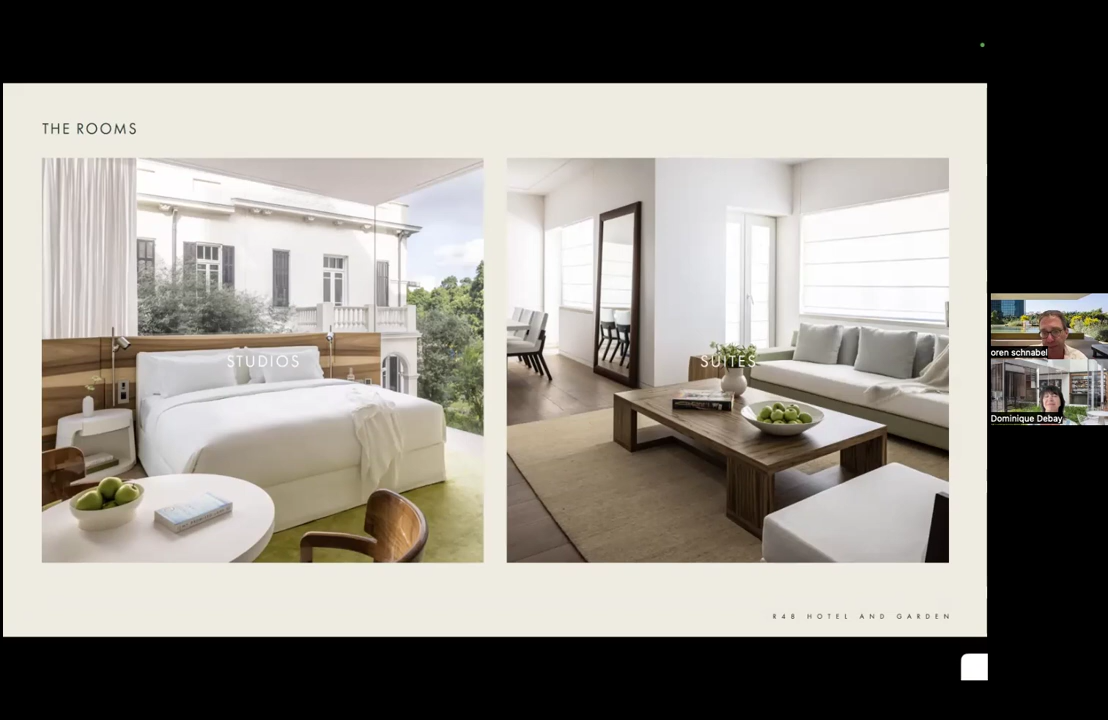 THE ROOMS
STUDIOS
SUITES
oren schnabel
Dominique Debay
R48 HOTEL AND GARDEN